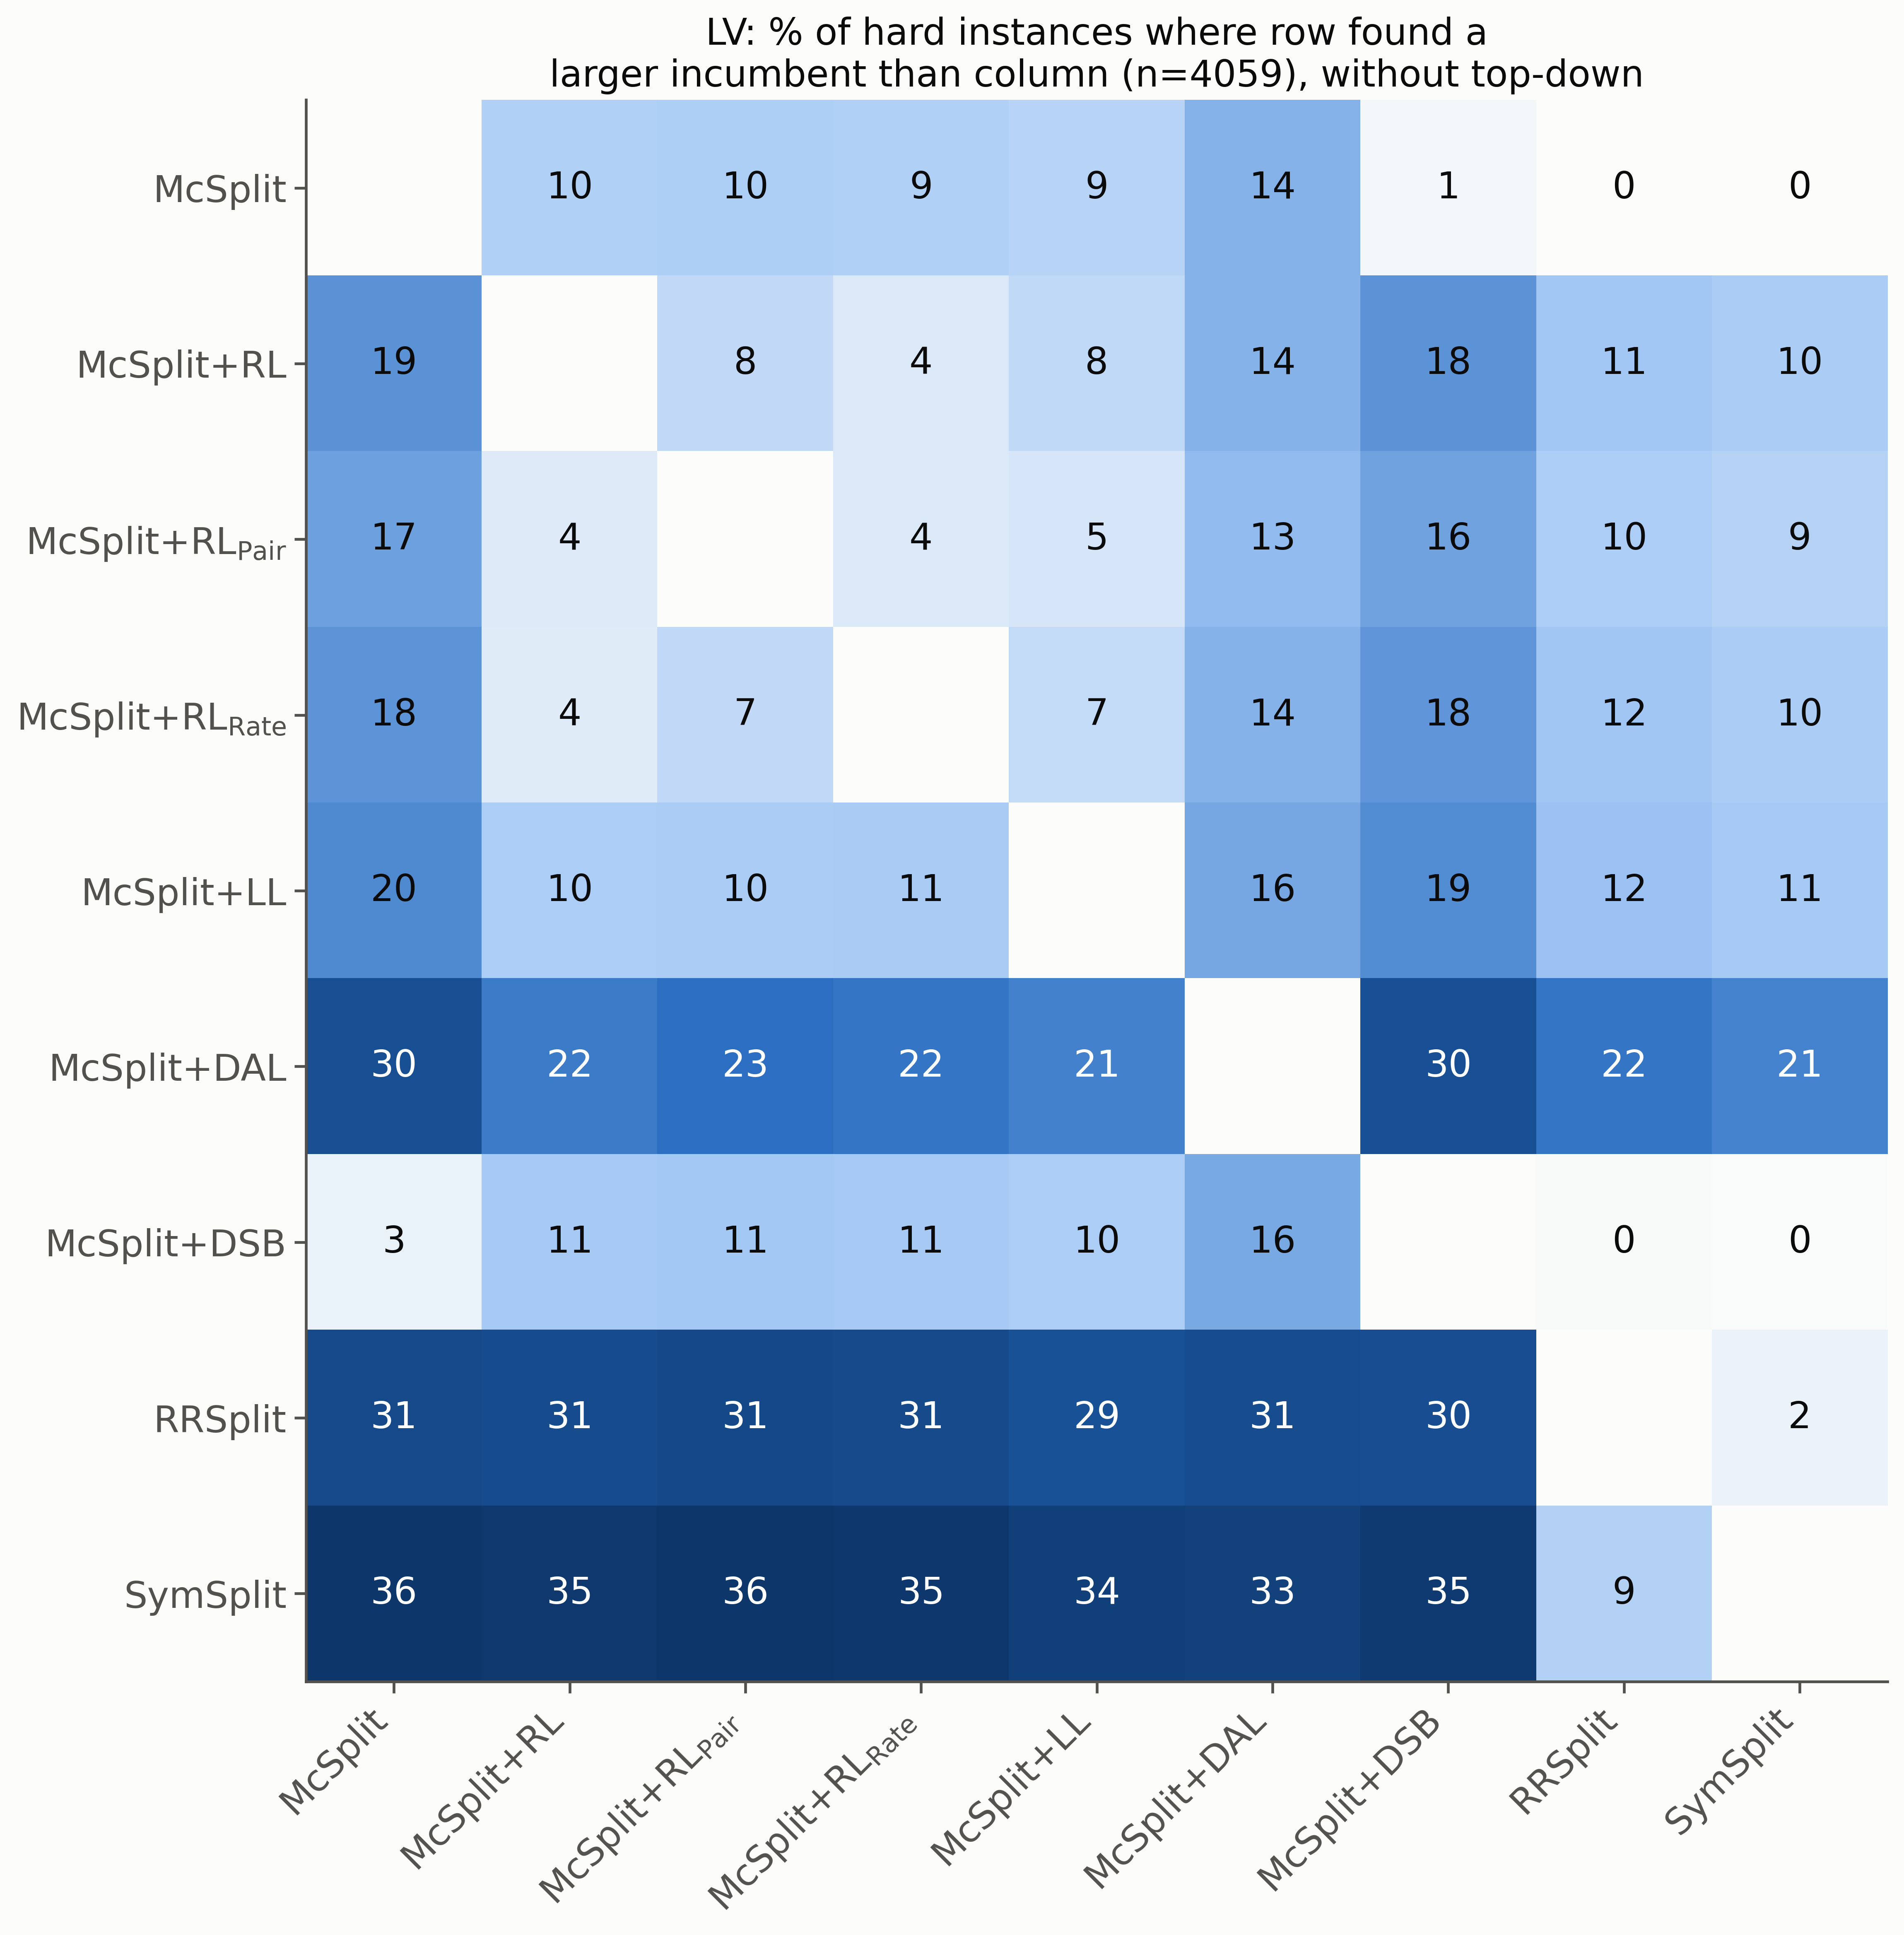 LV: % of hard instances where row found a
larger incumbent than column (n=4059), without top-down
McSplit 10 10 9 9 14 1 0 0
McSplit+RL 19 8 4 8 14 18 11 10
McSplit+RLPair 17 4 4 5 13 16 10 9
McSplit+RLRate 18 4 7 7 14 18 12 10
McSplit+LL 20 10 10 11 16 19 12 11
McSplit+DAL 30 22 23 22 21 30 22 21
McSplit+DSB 3 11 11 11 10 16 0 0
RRSplit 31 31 31 31 29 31 30 2
SymSplit 36 35 36 35 34 33 35 9
McSplit
McSplit+RL
McSplit+RLPair
McSplit+RLRate
McSplit+LL
McSplit+DAL
McSplit+DSB
RRSplit
SymSplit